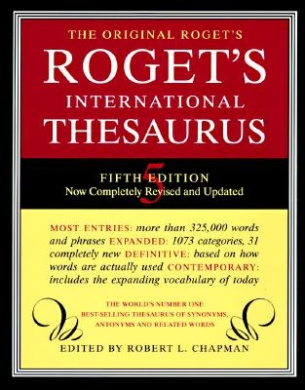 THE ORIGINAL ROGET'S
ROGET'S
INTERNATIONAL
THESAURUS
5
FIFTH EDITION
Now Completely Revised and Updated
MOST ENTRIES: more than 325,000 words
and phrases EXPANDED: 1073 categories, 31
completely new DEFINITIVE: based on how
words are actually used CONTEMPORARY:
includes the expanding vocabulary of today
THE WORLD'S NUMBER ONE
BEST-SELLING THESAURUS OF SYNONYMS,
ANTONYMS AND RELATED WORDS
EDITED BY ROBERT L. CHAPMAN